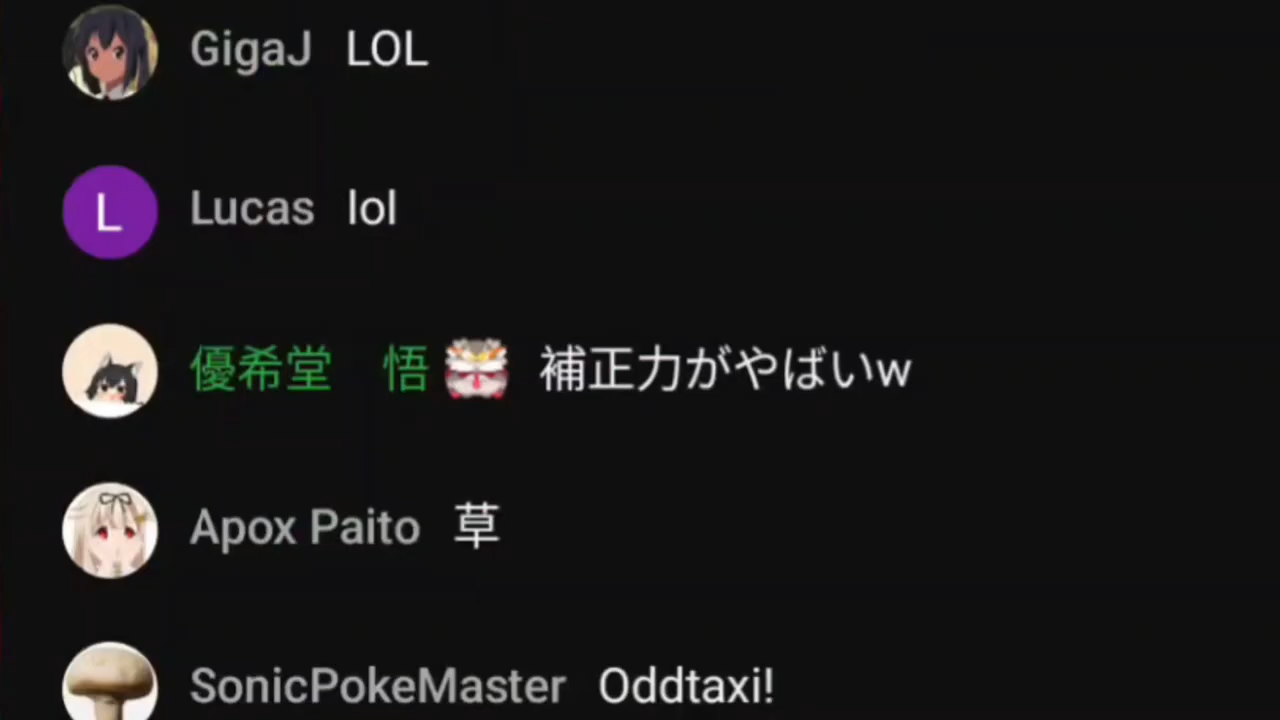 GigaJ LOL
L Lucas lol
優希堂　悟 補正力がやばいw
Apox Paito 草
SonicPokeMaster Oddtaxi!